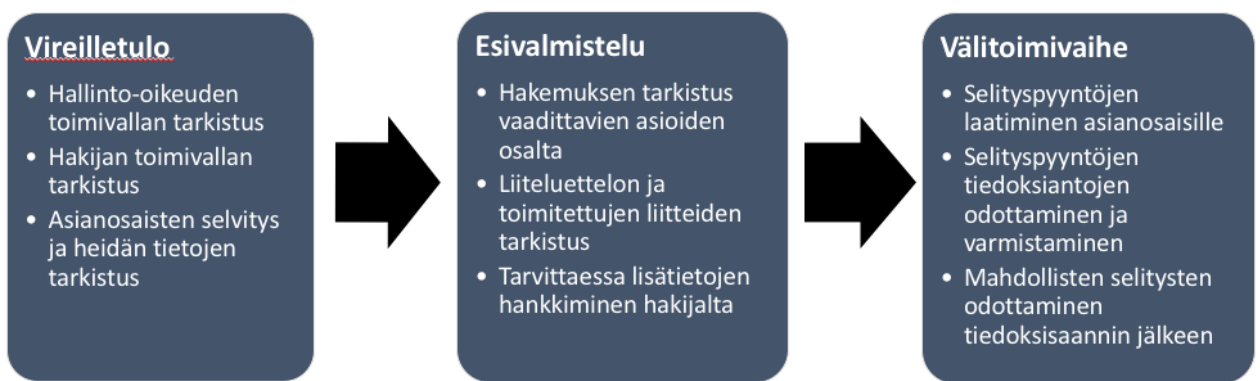 Vireilletulo
• Hallinto-oikeuden
toimivallan tarkistus
• Hakijan toimivallan
tarkistus
• Asianosaisten selvitys
ja heidän tietojen
tarkistus
Esivalmistelu
• Hakemuksen tarkistus
vaadittavien asioiden
osalta
• Liiteluettelon ja
toimitettujen liitteiden
tarkistus
• Tarvittaessa lisätietojen
hankkiminen hakijalta
Välitoimivaihe
• Selityspyyntöjen
laatiminen asianosaisille
• Selityspyyntöjen
tiedoksiantojen
odottaminen ja
varmistaminen
• Mahdollisten selitysten
odottaminen
tiedoksisaannin jälkeen